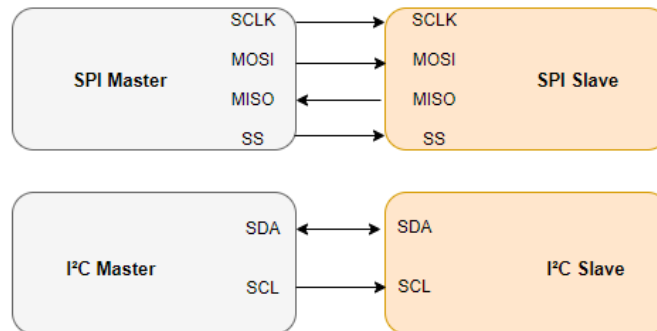 SCLK SCLK
MOSI MOSI
SPI Master SPI Slave
MISO MISO
SS SS
SDA SDA
I²C Master I²C Slave
SCL SCL